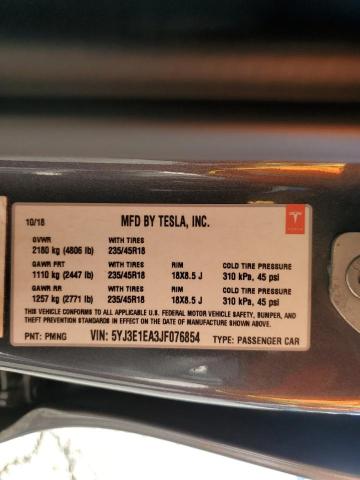 10/18 MFD BY TESLA, INC.
GVWR WITH TIRES
2180 kg (4806 lb) 235/45R18
GAWR FRT WITH TIRES RIM COLD TIRE PRESSURE
1110 kg (2447 lb) 235/45R18 18X8.5 J 310 kPa, 45 psi
GAWR RR WITH TIRES RIM COLD TIRE PRESSURE
1257 kg (2771 lb) 235/45R18 18X8.5 J 310 kPa, 45 psi
THIS VEHICLE CONFORMS TO ALL APPLICABLE U.S. FEDERAL MOTOR VEHICLE SAFETY, BUMPER, AND
THEFT PREVENTION STANDARDS IN EFFECT ON THE DATE OF MANUFACTURE SHOWN ABOVE.
PNT: PMNG VIN: 5YJ3E1EA3JF076854 TYPE: PASSENGER CAR